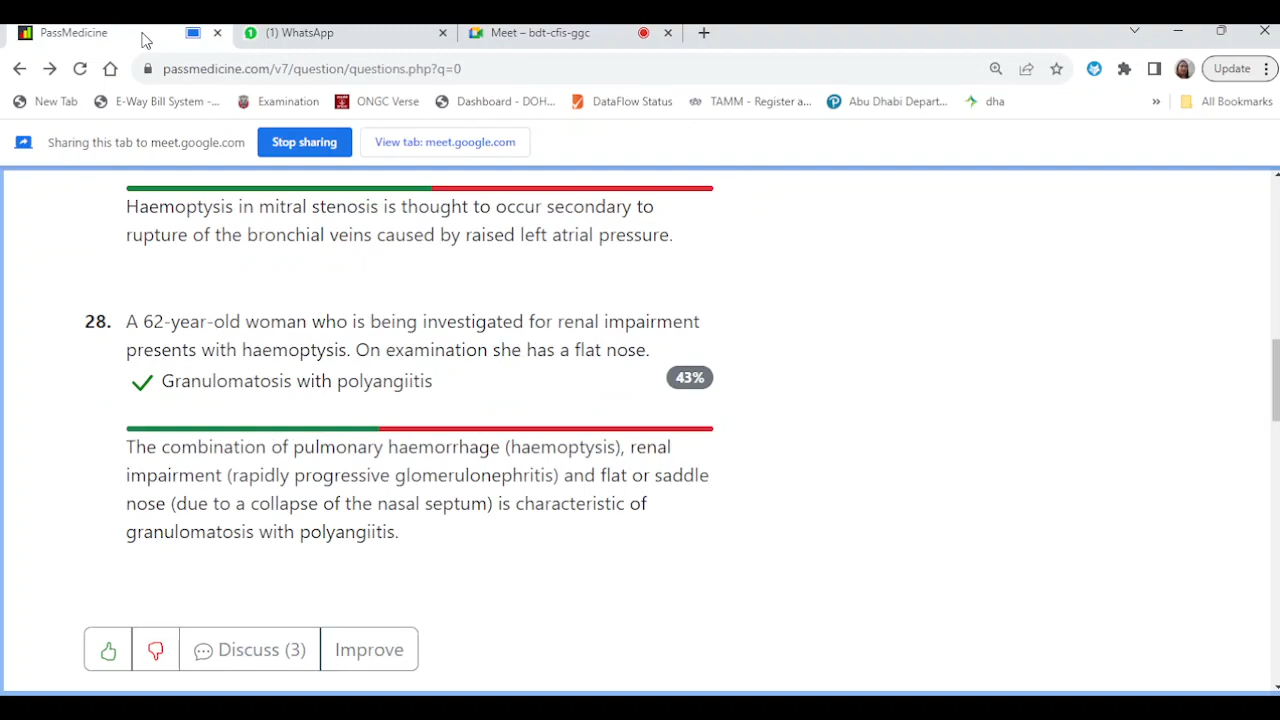 PassMedicine
(1) WhatsApp
Meet – bdt-cfis-ggc
passmedicine.com/v7/question/questions.php?q=0
Update
New Tab
E-Way Bill System -...
Examination
ONGC Verse
Dashboard - DOH...
DataFlow Status
TAMM - Register a...
Abu Dhabi Depart...
dha
»
All Bookmarks
Sharing this tab to meet.google.com
Stop sharing
View tab: meet.google.com
Haemoptysis in mitral stenosis is thought to occur secondary to
rupture of the bronchial veins caused by raised left atrial pressure.
28. A 62-year-old woman who is being investigated for renal impairment
presents with haemoptysis. On examination she has a flat nose.
Granulomatosis with polyangiitis 43%
The combination of pulmonary haemorrhage (haemoptysis), renal
impairment (rapidly progressive glomerulonephritis) and flat or saddle
nose (due to a collapse of the nasal septum) is characteristic of
granulomatosis with polyangiitis.
Discuss (3)
Improve